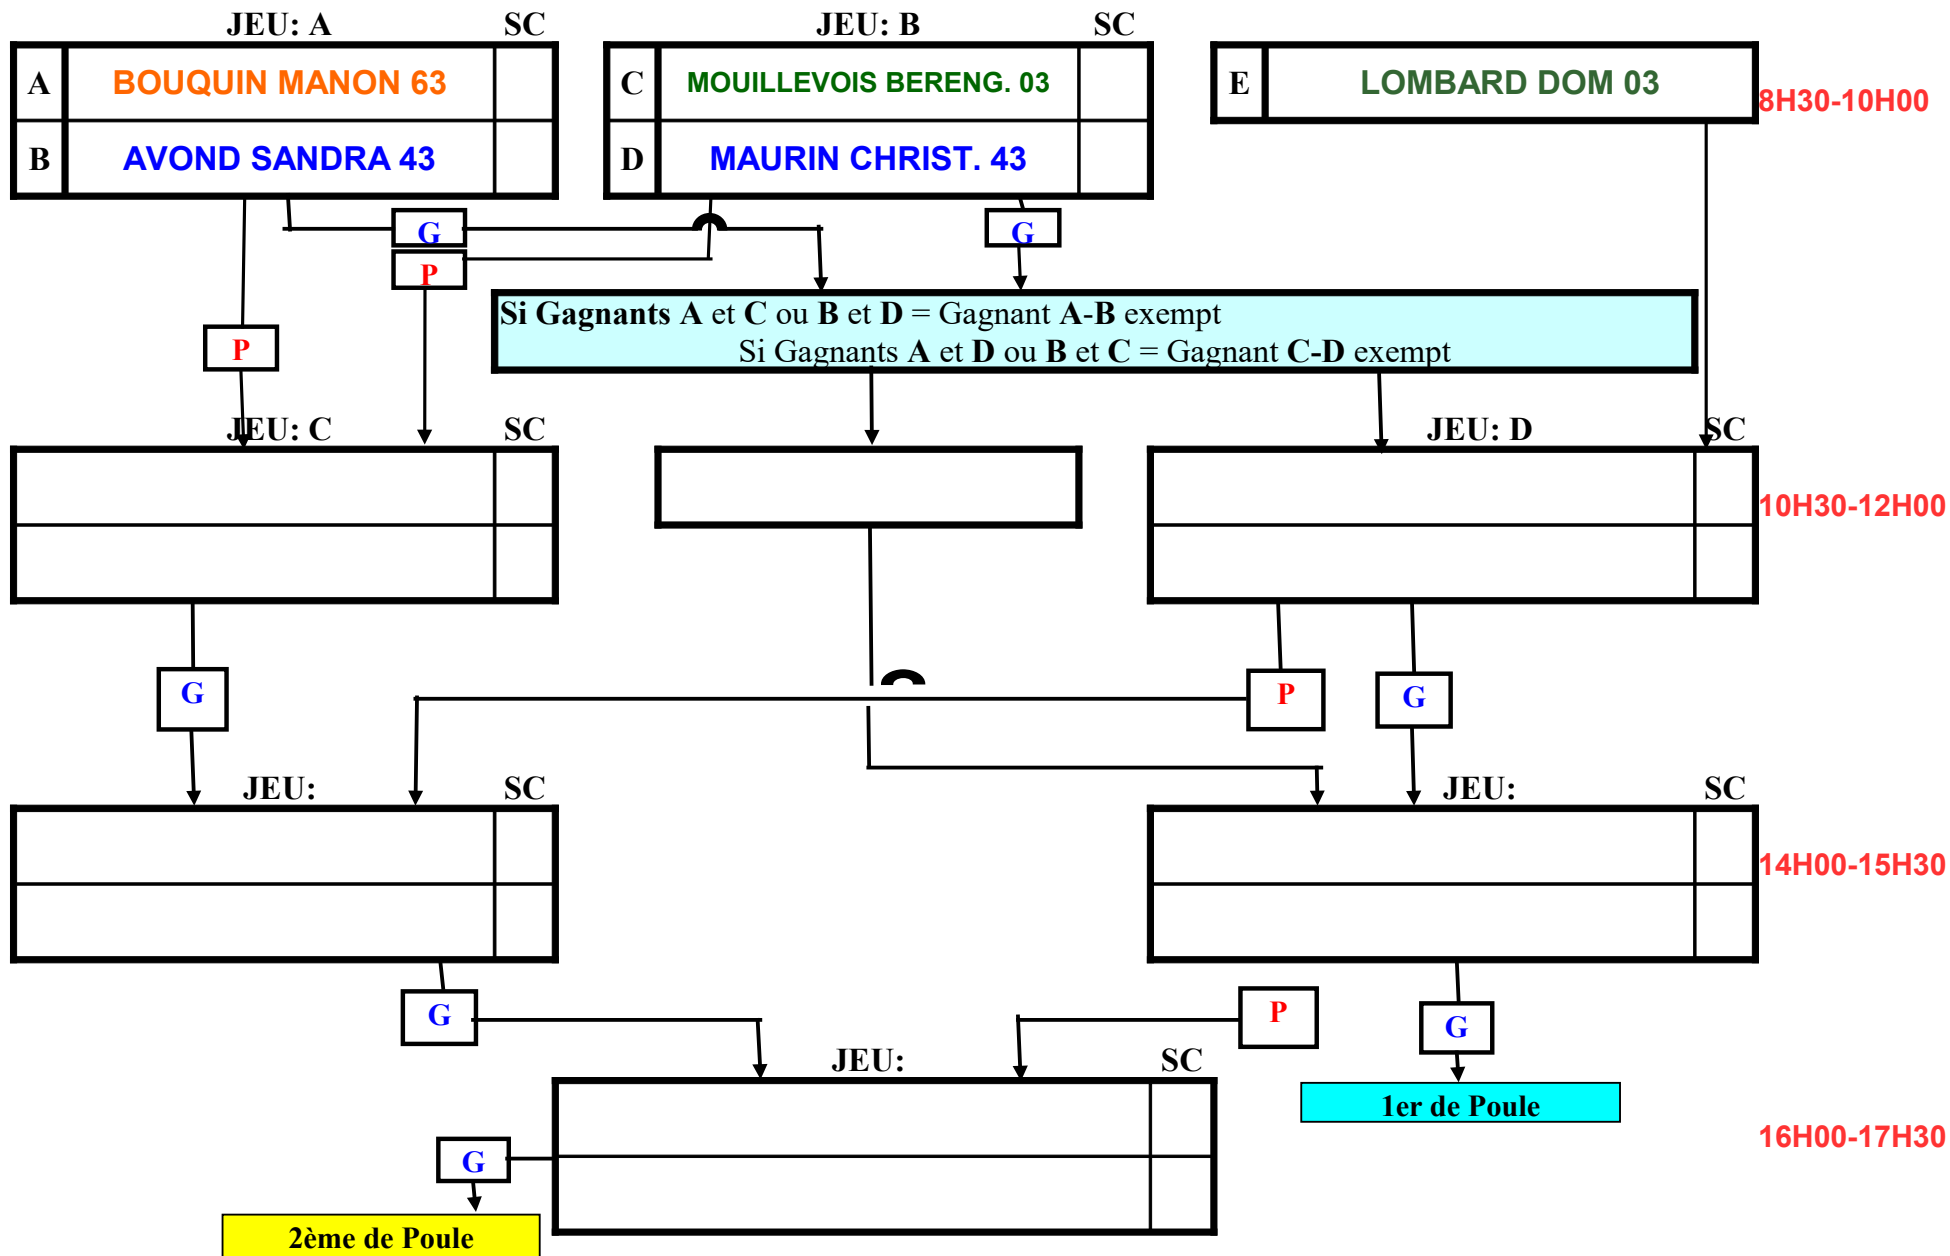 JEU: A SC JEU: B SC
A BOUQUIN MANON 63 C MOUILLEVOIS BERENG. 03 E LOMBARD DOM 03 8H30-10H00
B AVOND SANDRA 43 D MAURIN CHRIST. 43
G G
P
Si Gagnants A et C ou B et D = Gagnant A-B exempt
P Si Gagnants A et D ou B et C = Gagnant C-D exempt
JEU: C SC JEU: D SC
10H30-12H00
G P G
JEU: SC JEU: SC
14H00-15H30
G P G
JEU: SC
1er de Poule
16H00-17H30
G
2ème de Poule